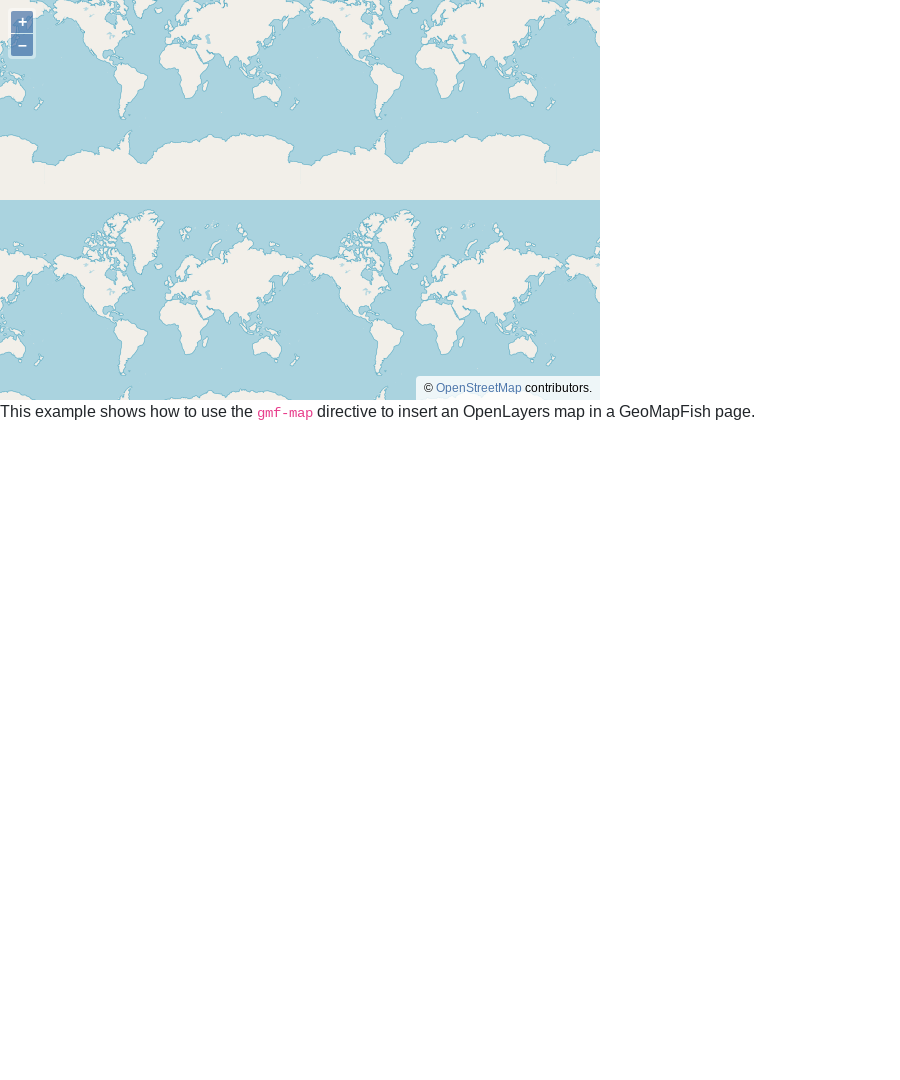 +
–
© OpenStreetMap contributors.
This example shows how to use the gmf-map directive to insert an OpenLayers map in a GeoMapFish page.